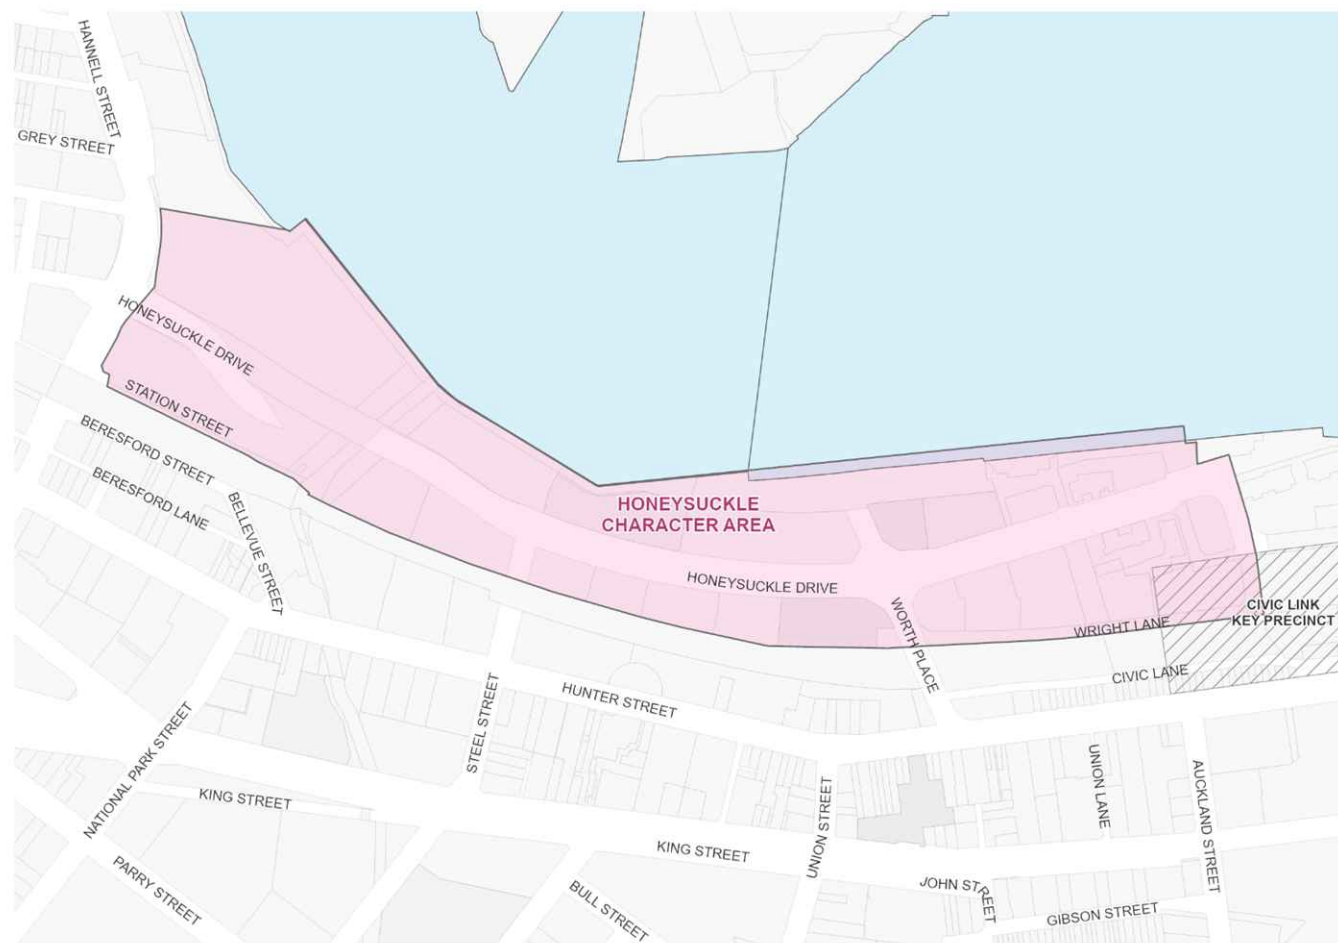 HANNELL STREET
GREY STREET
HONEYSUCKLE DRIVE
STATION STREET
BERESFORD STREET
BERESFORD LANE
BELLEVUE STREET
HONEYSUCKLE
CHARACTER AREA
HONEYSUCKLE DRIVE
WORTH PLACE
WRIGHT LANE
CIVIC LINK
KEY PRECINCT
CIVIC LANE
HUNTER STREET
STEEL STREET
NATIONAL PARK STREET
KING STREET
PARRY STREET
KING STREET
UNION STREET
UNION LANE
AUCKLAND STREET
BULL STREET
JOHN STREET
GIBSON STREET